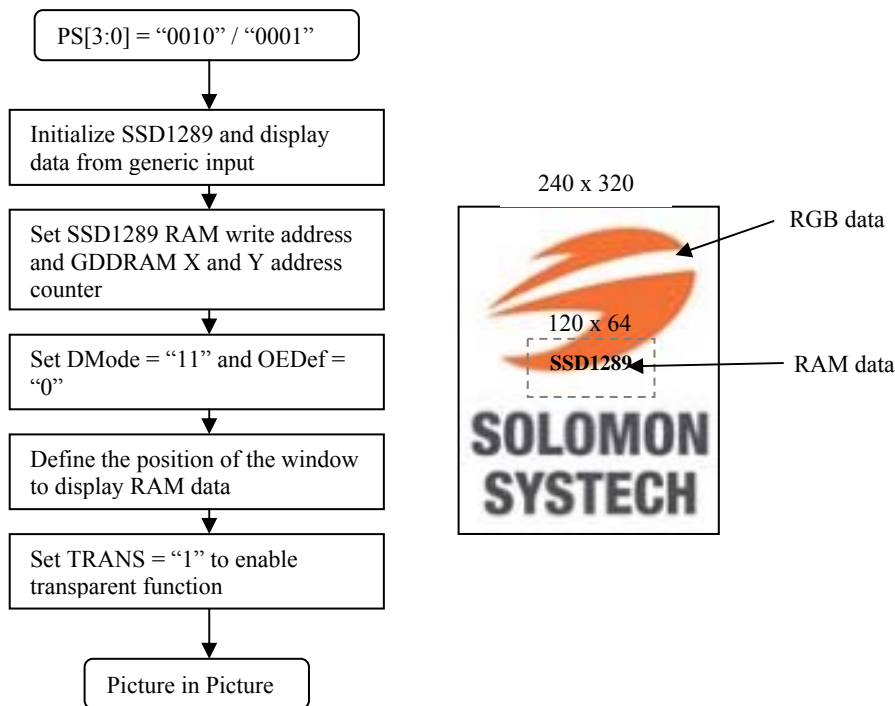 PS[3:0] = “0010” / “0001”
Initialize SSD1289 and display
data from generic input
Set SSD1289 RAM write address
and GDDRAM X and Y address
counter
Set DMode = “11” and OEDef =
“0”
Define the position of the window
to display RAM data
Set TRANS = “1” to enable
transparent function
Picture in Picture
240 x 320
RGB data
120 x 64
SSD1289
RAM data
SOLOMON
SYSTECH